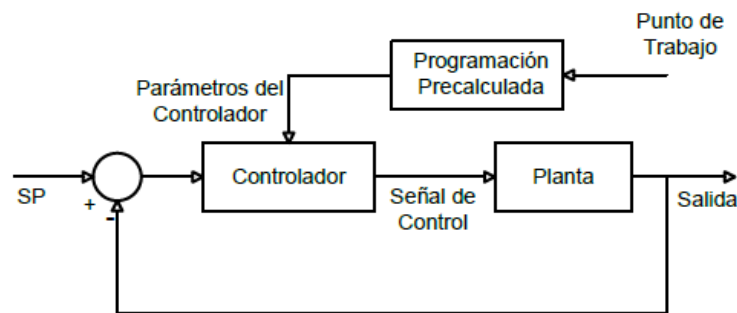 Punto de
Trabajo
Programación
Precalculada
Parámetros del
Controlador
SP
+
-
Controlador
Señal de
Control
Planta
Salida